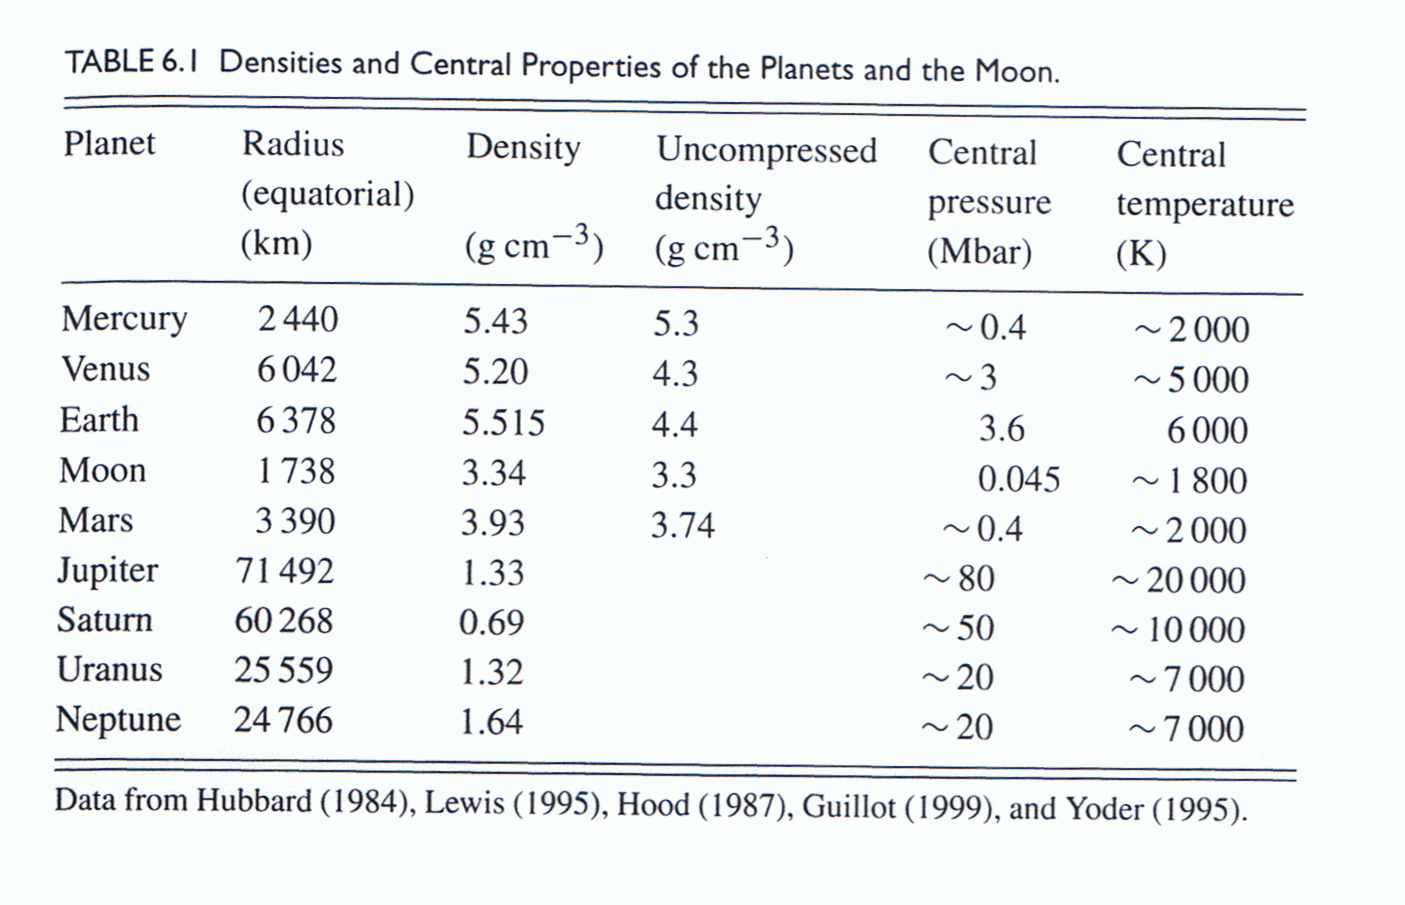 TABLE 6.1 Densities and Central Properties of the Planets and the Moon.
Planet Radius Density Uncompressed Central Central
(equatorial) density pressure temperature
(km) (g cm−3) (g cm−3) (Mbar) (K)
Mercury 2 440 5.43 5.3 ~0.4 ~2 000
Venus 6 042 5.20 4.3 ~3 ~5 000
Earth 6 378 5.515 4.4 3.6 6 000
Moon 1 738 3.34 3.3 0.045 ~1 800
Mars 3 390 3.93 3.74 ~0.4 ~2 000
Jupiter 71 492 1.33 ~80 ~20 000
Saturn 60 268 0.69 ~50 ~10 000
Uranus 25 559 1.32 ~20 ~7 000
Neptune 24 766 1.64 ~20 ~7 000
Data from Hubbard (1984), Lewis (1995), Hood (1987), Guillot (1999), and Yoder (1995).